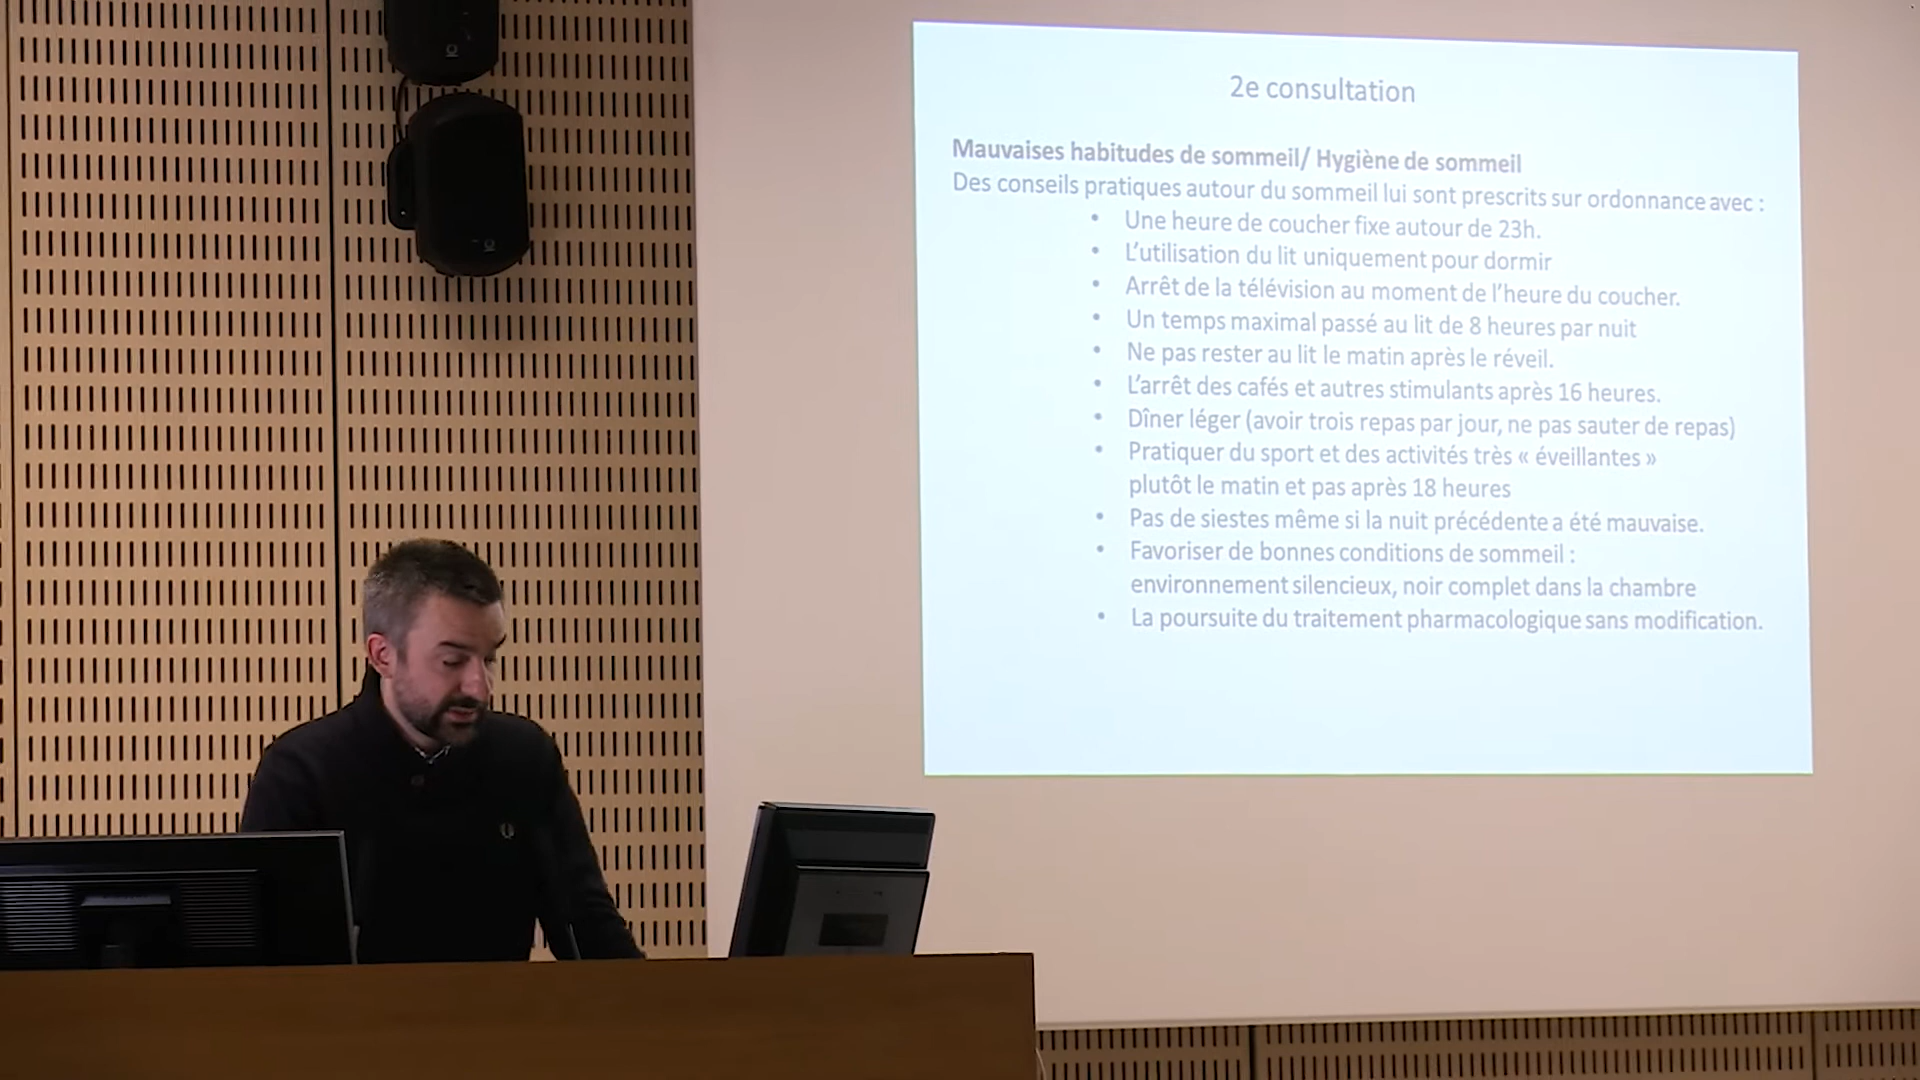 2e consultation
Mauvaises habitudes de sommeil/ Hygiène de sommeil
Des conseils pratiques autour du sommeil lui sont prescrits sur ordonnance avec :
• Une heure de coucher fixe autour de 23h.
• L'utilisation du lit uniquement pour dormir
• Arrêt de la télévision au moment de l'heure du coucher.
• Un temps maximal passé au lit de 8 heures par nuit
• Ne pas rester au lit le matin après le réveil.
• L'arrêt des cafés et autres stimulants après 16 heures.
• Dîner léger (avoir trois repas par jour, ne pas sauter de repas)
• Pratiquer du sport et des activités très « éveillantes »
plutôt le matin et pas après 18 heures
• Pas de siestes même si la nuit précédente a été mauvaise.
• Favoriser de bonnes conditions de sommeil :
environnement silencieux, noir complet dans la chambre
• La poursuite du traitement pharmacologique sans modification.